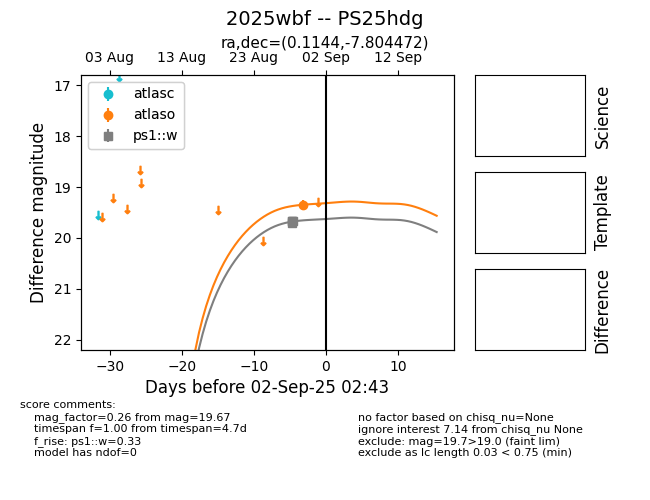 2025wbf -- PS25hdg
ra,dec=(0.1144,-7.804472)
03 Aug 13 Aug 23 Aug 02 Sep 12 Sep
17
18
19
20
21
22
Difference magnitude
atlasc
atlaso
ps1::w
−30 −20 −10 0 10
Days before 02-Sep-25 02:43
Science
Template
Difference
score comments:
mag_factor=0.26 from mag=19.67
timespan f=1.00 from timespan=4.7d
f_rise: ps1::w=0.33
model has ndof=0
no factor based on chisq_nu=None
ignore interest 7.14 from chisq_nu None
exclude: mag=19.7>19.0 (faint lim)
exclude as lc length 0.03 < 0.75 (min)